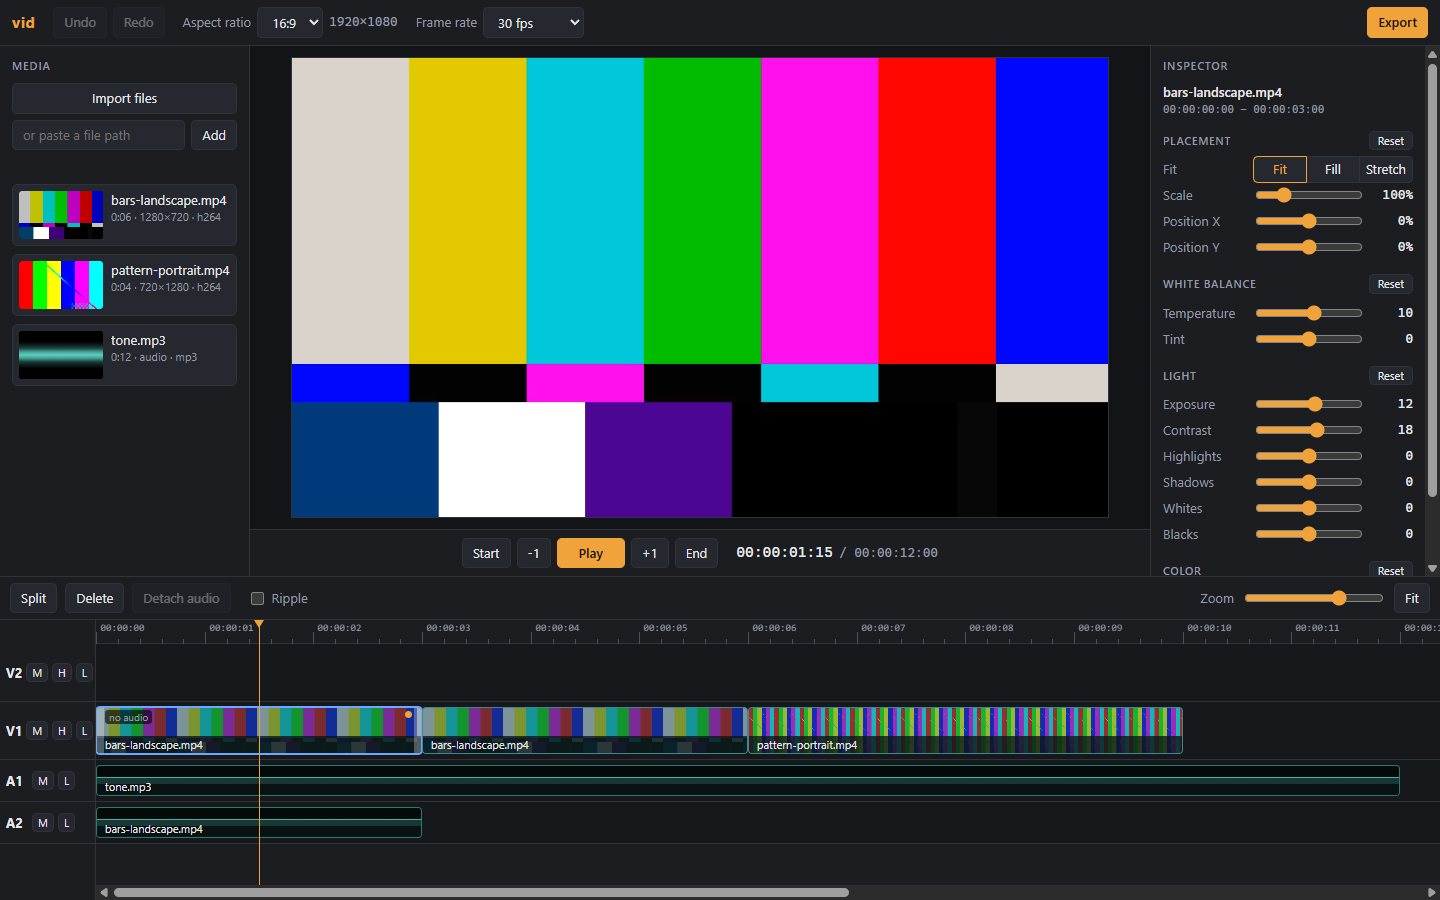 vid Undo Redo Aspect ratio 16:9 1920×1080 Frame rate 30 fps Export
MEDIA
Import files
or paste a file path Add
bars-landscape.mp4
0:06 · 1280×720 · h264
pattern-portrait.mp4
0:04 · 720×1280 · h264
tone.mp3
0:12 · audio · mp3
Start -1 Play +1 End 00:00:01:15 / 00:00:12:00
INSPECTOR
bars-landscape.mp4
00:00:00:00 – 00:00:03:00
PLACEMENT Reset
Fit Fit Fill Stretch
Scale 100%
Position X 0%
Position Y 0%
WHITE BALANCE Reset
Temperature 10
Tint 0
LIGHT Reset
Exposure 12
Contrast 18
Highlights 0
Shadows 0
Whites 0
Blacks 0
COLOR Reset
Split Delete Detach audio Ripple Zoom Fit
00:00:00 00:00:01 00:00:02 00:00:03 00:00:04 00:00:05 00:00:06 00:00:07 00:00:08 00:00:09 00:00:10 00:00:11
V2 M H L
V1 M H L
no audio
bars-landscape.mp4 bars-landscape.mp4 pattern-portrait.mp4
A1 M L
tone.mp3
A2 M L
bars-landscape.mp4